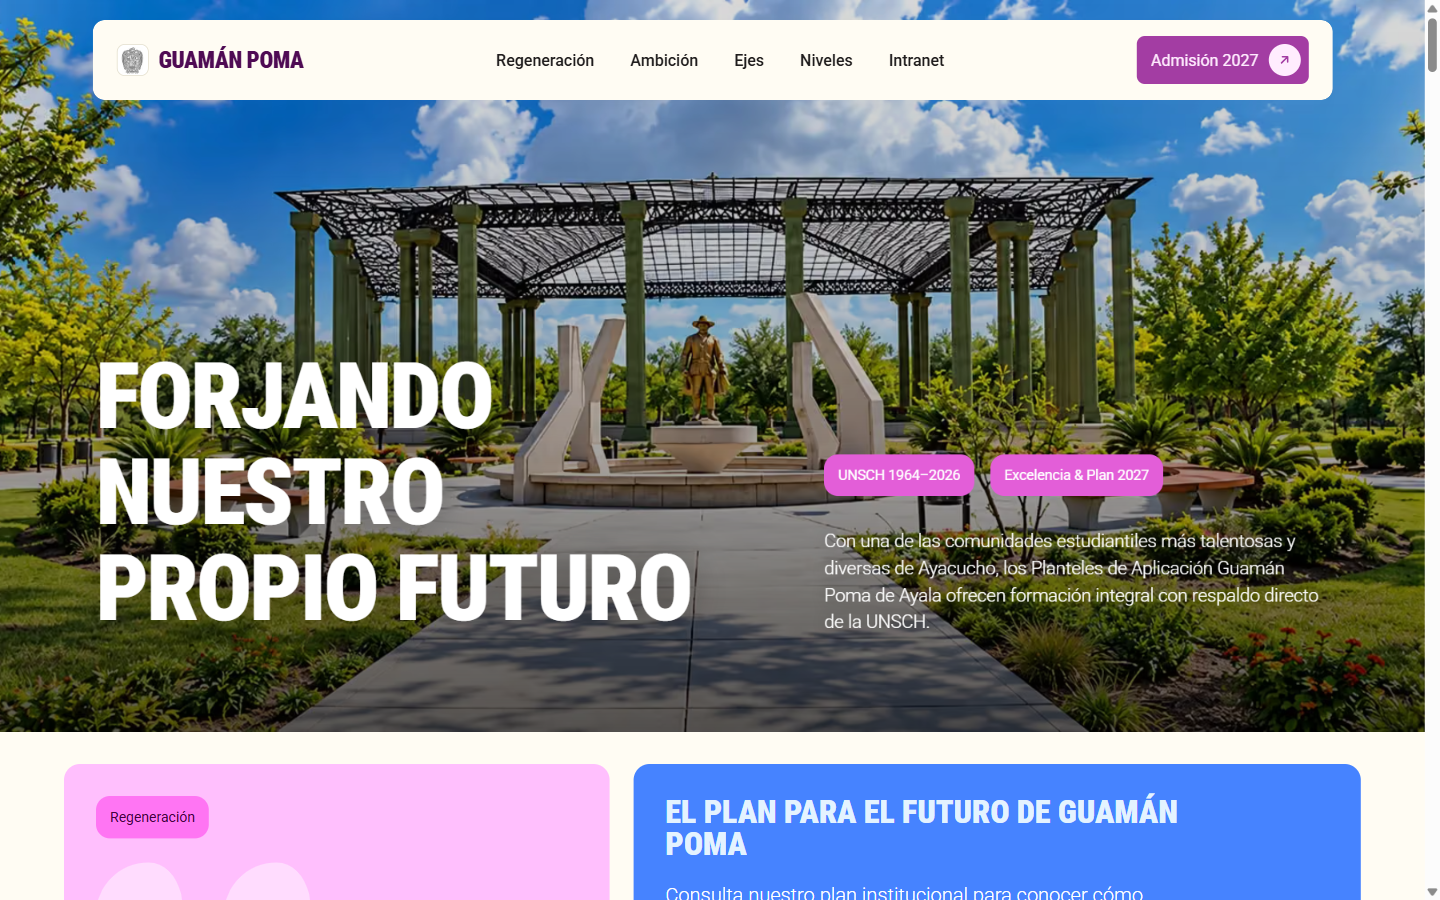 GUAMÁN POMA
Regeneración
Ambición
Ejes
Niveles
Intranet
Admisión 2027
FORJANDO
NUESTRO
PROPIO FUTURO
UNSCH 1964–2026
Excelencia & Plan 2027
Con una de las comunidades estudiantiles más talentosas y
diversas de Ayacucho, los Planteles de Aplicación Guamán
Poma de Ayala ofrecen formación integral con respaldo directo
de la UNSCH.
Regeneración
EL PLAN PARA EL FUTURO DE GUAMÁN
POMA
Consulta nuestro plan institucional para conocer cómo